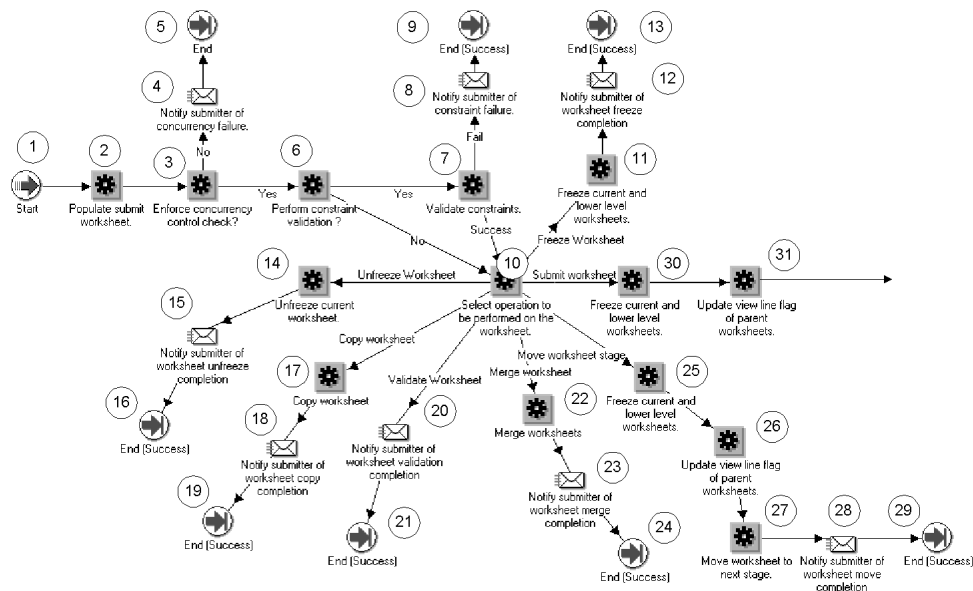 5
End
9
End (Success)
13
End (Success)
4
Notify submitter of
concurrency failure.
8
Notify submitter of
constraint failure.
12
Notify submitter of
worksheet freeze
completion
1
Start
2
Populate submit
worksheet.
3
No
Enforce concurrency
control check?
Yes
6
Perform constraint
validation ?
Yes
7
Fail
Validate constraints.
Success
11
Freeze current and
lower level
worksheets.
No
Freeze Worksheet
10
Select operation to
be performed on the
worksheet.
14
Unfreeze Worksheet
Unfreeze current
worksheet.
Submit worksheet
30
Freeze current and
lower level
worksheets.
31
Update view line flag
of parent
worksheets.
15
Notify submitter of
worksheet unfreeze
completion
16
End (Success)
Copy worksheet
17
Copy worksheet
18
Notify submitter of
worksheet copy
completion
19
End (Success)
Validate Worksheet
20
Notify submitter of
worksheet validation
completion
21
End (Success)
Merge worksheet
22
Merge worksheets
23
Notify submitter of
worksheet merge
completion
24
End (Success)
Move worksheet stage
25
Freeze current and
lower level
worksheets.
26
Update view line flag
of parent
worksheets.
27
Move worksheet to
next stage.
28
Notify submitter of
worksheet move
completion
29
End (Success)